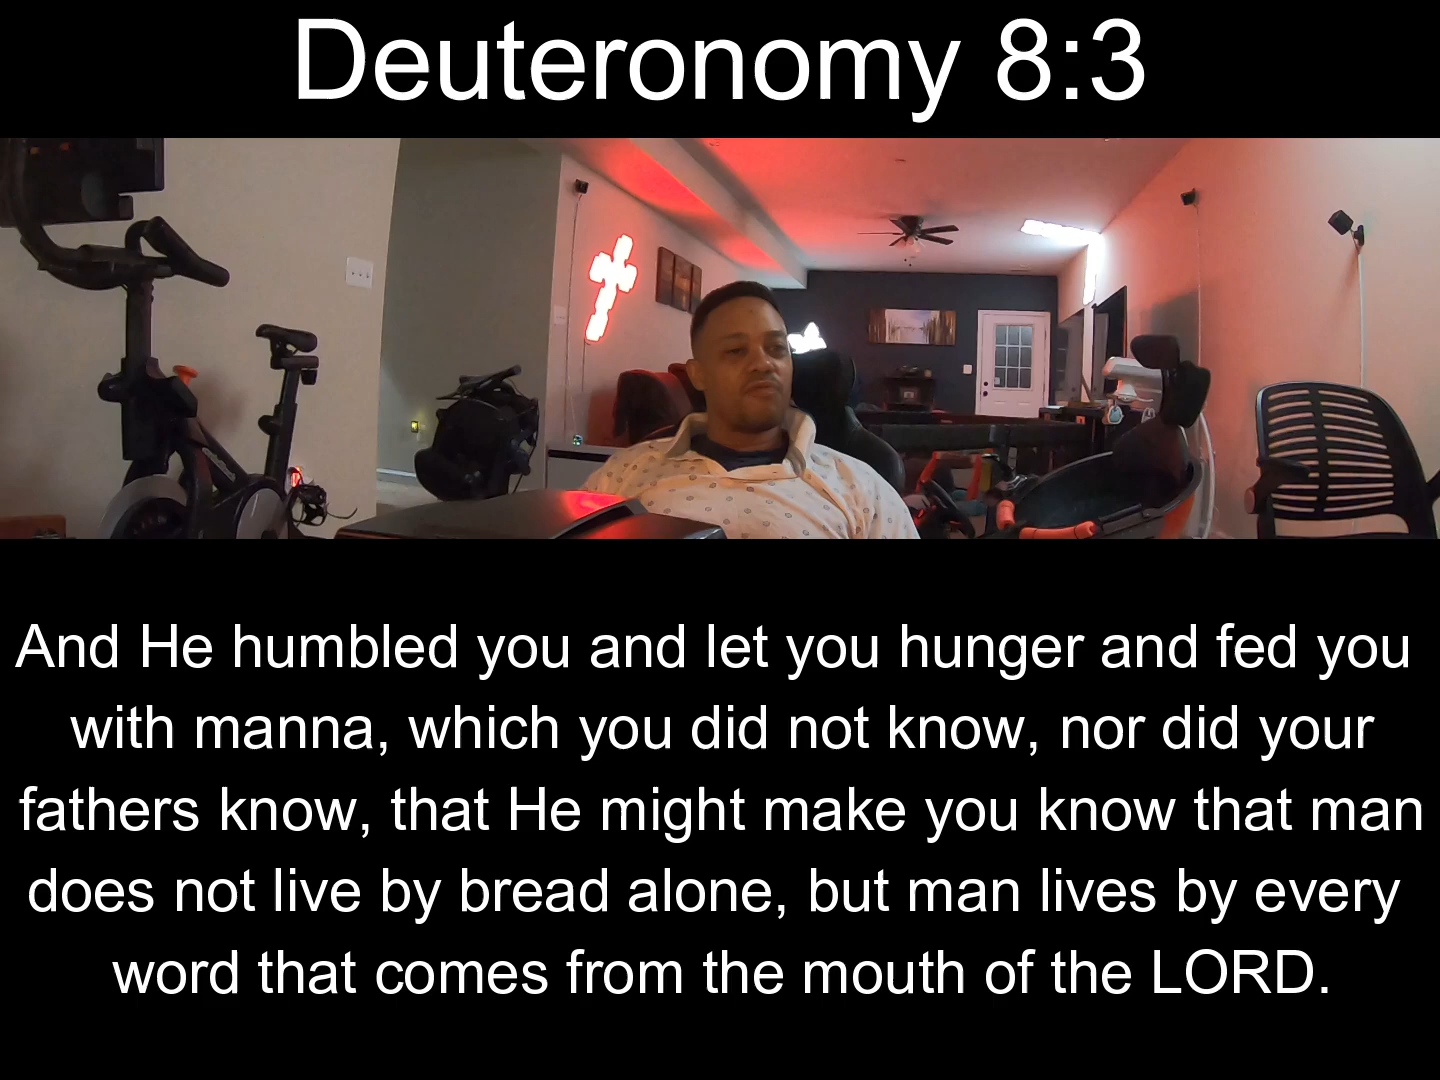 Deuteronomy 8:3
And He humbled you and let you hunger and fed you
with manna, which you did not know, nor did your
fathers know, that He might make you know that man
does not live by bread alone, but man lives by every
word that comes from the mouth of the LORD.